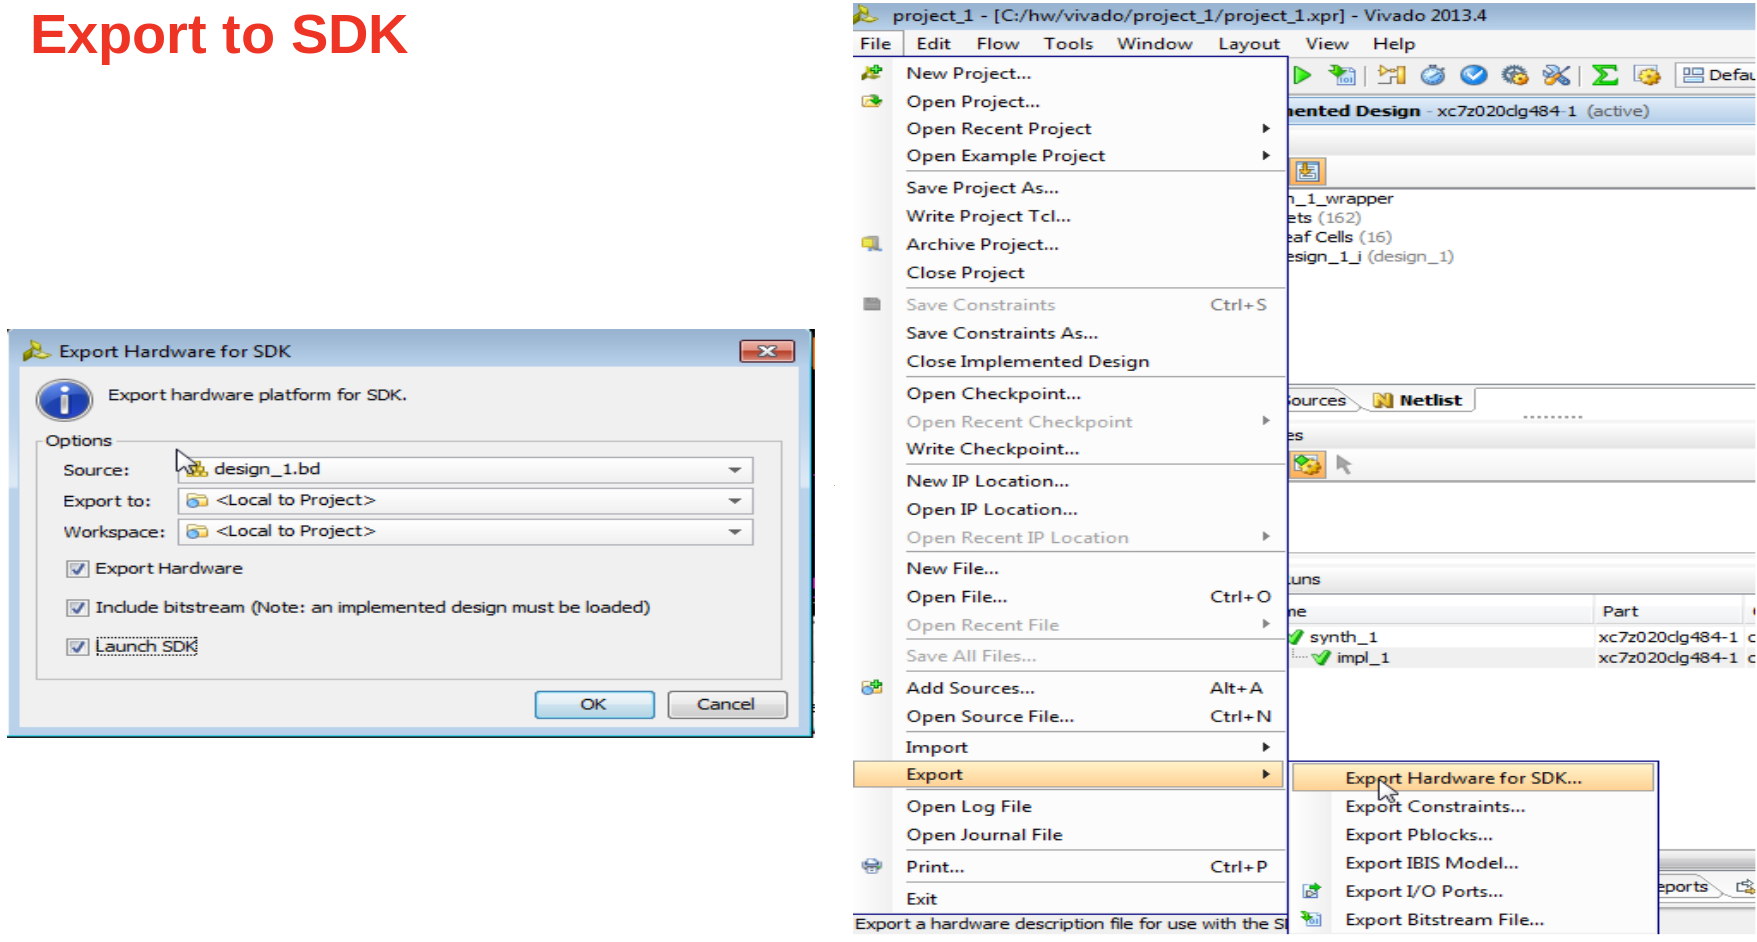 Export to SDK
Export Hardware for SDK
Export hardware platform for SDK.
Options
Source: design_1.bd
Export to: <Local to Project>
Workspace: <Local to Project>
Export Hardware
Include bitstream (Note: an implemented design must be loaded)
Launch SDK
OK Cancel
project_1 - [C:/hw/vivado/project_1/project_1.xpr] - Vivado 2013.4
File Edit Flow Tools Window Layout View Help
New Project...
Open Project...
Open Recent Project
Open Example Project
Save Project As...
Write Project Tcl...
Archive Project...
Close Project
Save Constraints Ctrl+S
Save Constraints As...
Close Implemented Design
Open Checkpoint...
Open Recent Checkpoint
Write Checkpoint...
New IP Location...
Open IP Location...
Open Recent IP Location
New File...
Open File... Ctrl+O
Open Recent File
Save All Files...
Add Sources... Alt+A
Open Source File... Ctrl+N
Import
Export
Open Log File
Open Journal File
Print... Ctrl+P
Exit
Export a hardware description file for use with the S
Export Hardware for SDK...
Export Constraints...
Export Pblocks...
Export IBIS Model...
Export I/O Ports...
Export Bitstream File...
Defau
mented Design - xc7z020clg484-1 (active)
n_1_wrapper
ets (162)
eaf Cells (16)
esign_1_i (design_1)
ources Netlist
es
uns
me Part
synth_1 xc7z020clg484-1 c
impl_1 xc7z020clg484-1 c
eports